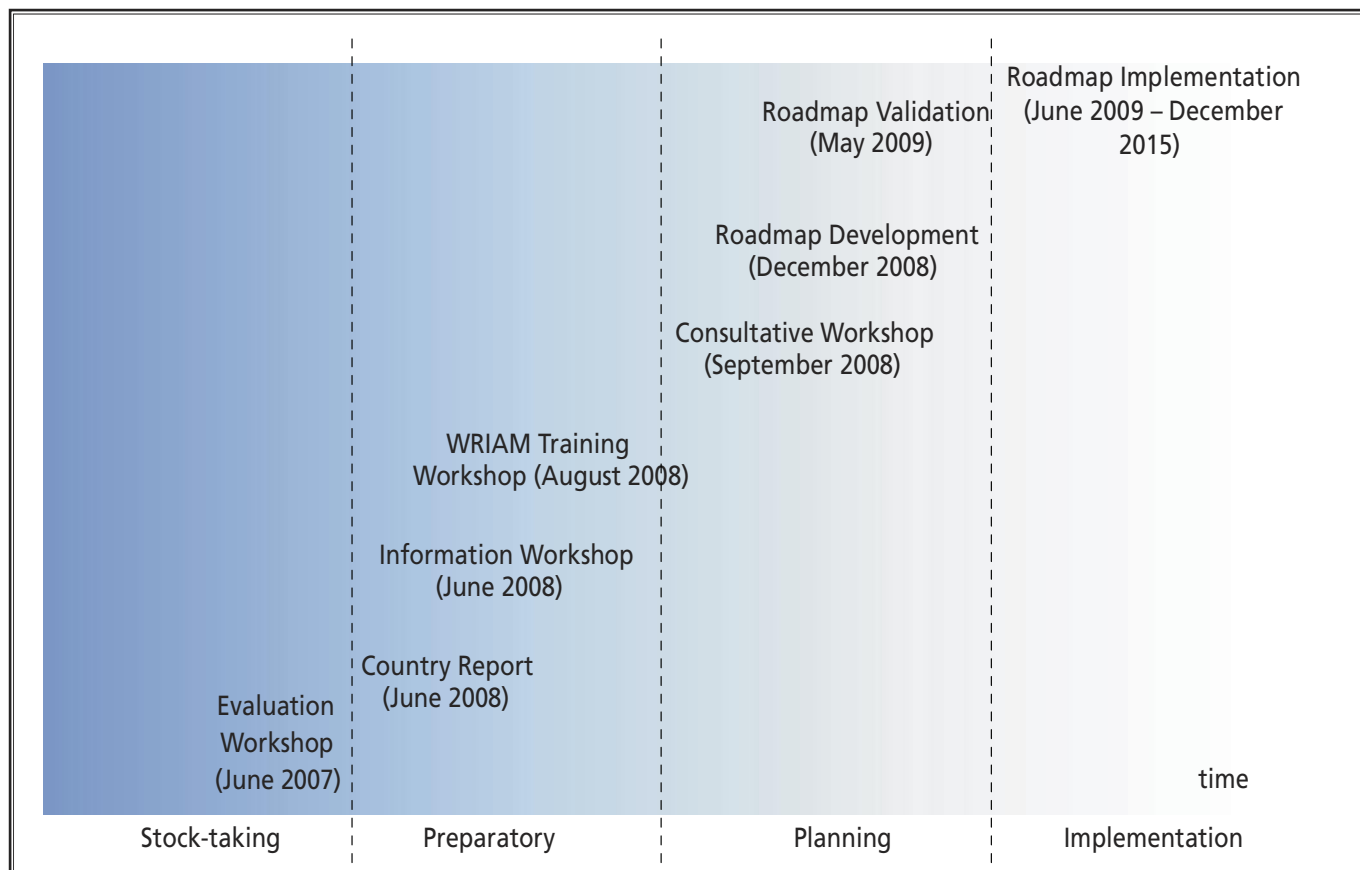 Roadmap Implementation
(June 2009 – December
2015)
Roadmap Validation
(May 2009)
Roadmap Development
(December 2008)
Consultative Workshop
(September 2008)
WRIAM Training
Workshop (August 2008)
Information Workshop
(June 2008)
Country Report
(June 2008)
Evaluation
Workshop
(June 2007)
time
Stock-taking
Preparatory
Planning
Implementation